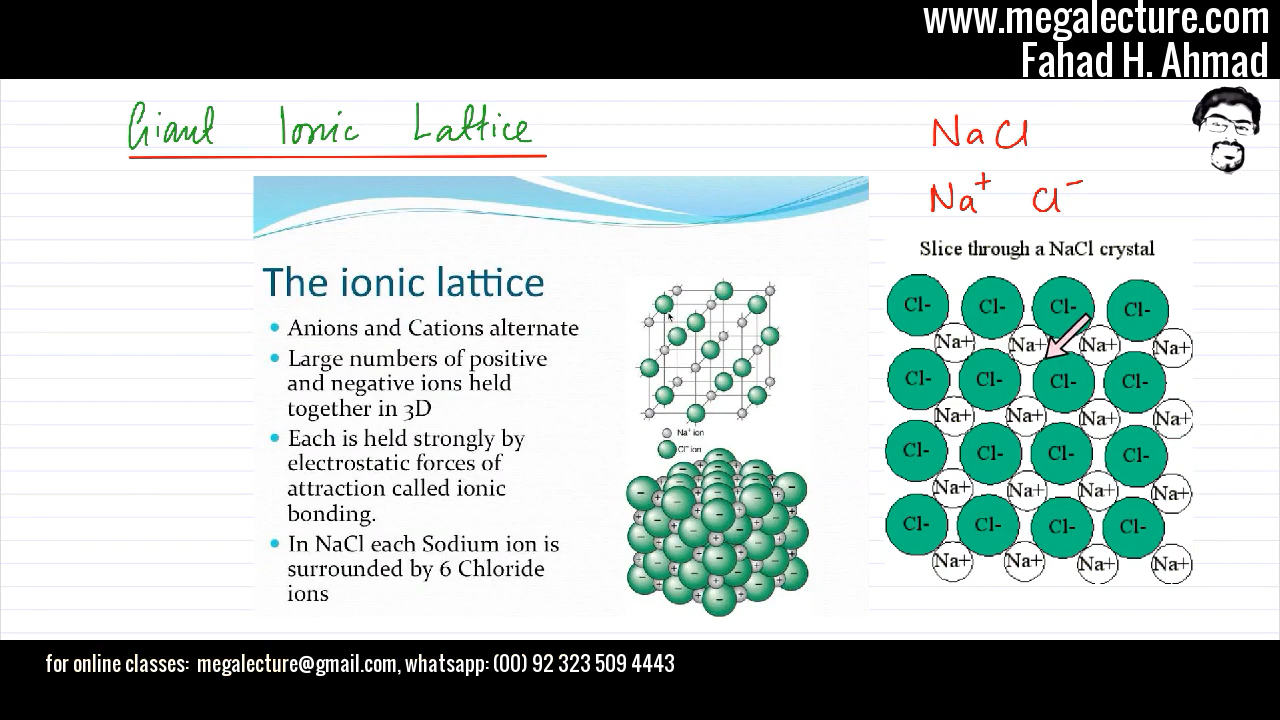 www.megalecture.com
Fahad H. Ahmad
Giant Ionic Lattice
NaCl
Na+ Cl-
The ionic lattice
• Anions and Cations alternate
• Large numbers of positive
and negative ions held
together in 3D
• Each is held strongly by
electrostatic forces of
attraction called ionic
bonding.
• In NaCl each Sodium ion is
surrounded by 6 Chloride
ions
Na+ ion
Cl- ion
Slice through a NaCl crystal
Cl- Cl- Cl- Cl-
Na+ Na+ Na+ Na+
Cl- Cl- Cl- Cl-
Na+ Na+ Na+ Na+
Cl- Cl- Cl- Cl-
Na+ Na+ Na+ Na+
Cl- Cl- Cl- Cl-
Na+ Na+ Na+ Na+
for online classes: megalecture@gmail.com, whatsapp: (00) 92 323 509 4443